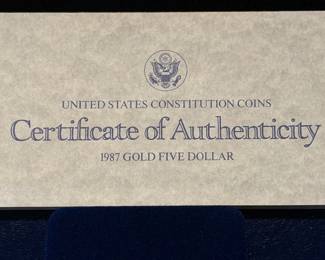 UNITED STATES CONSTITUTION COINS
Certificate of Authenticity
1987 GOLD FIVE DOLLAR